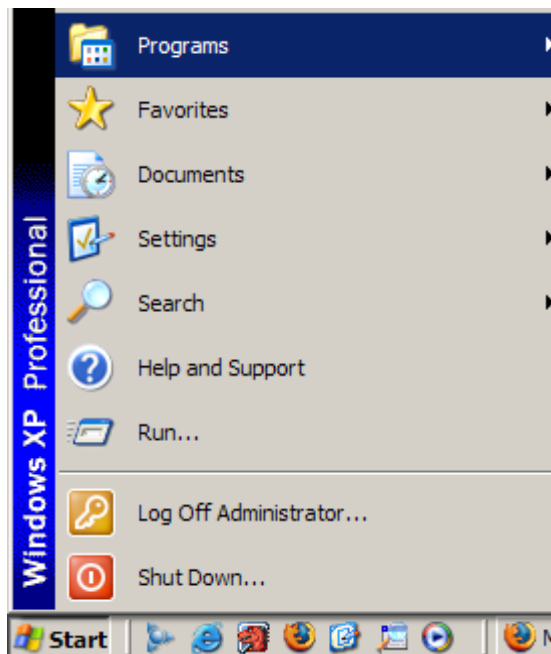 Programs
Favorites
Documents
Settings
Search
Help and Support
Run...
Log Off Administrator...
Shut Down...
Windows XP Professional
Start